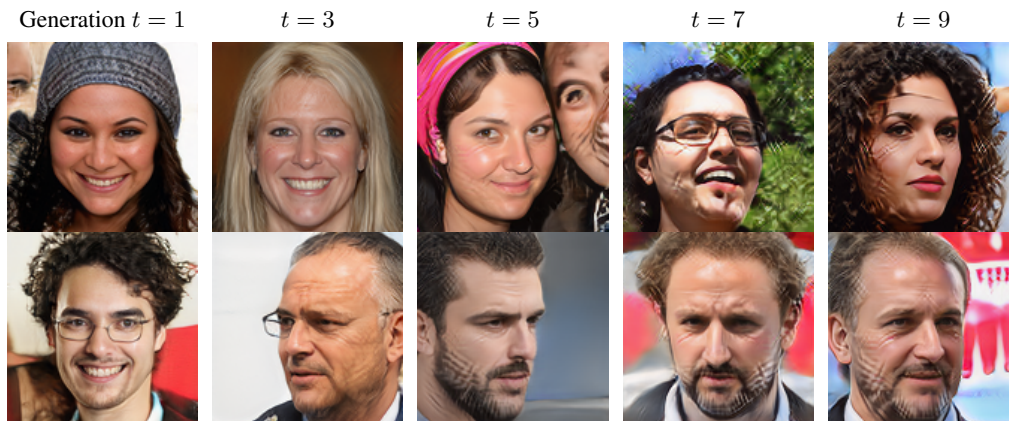 Generation t = 1 t = 3 t = 5 t = 7 t = 9